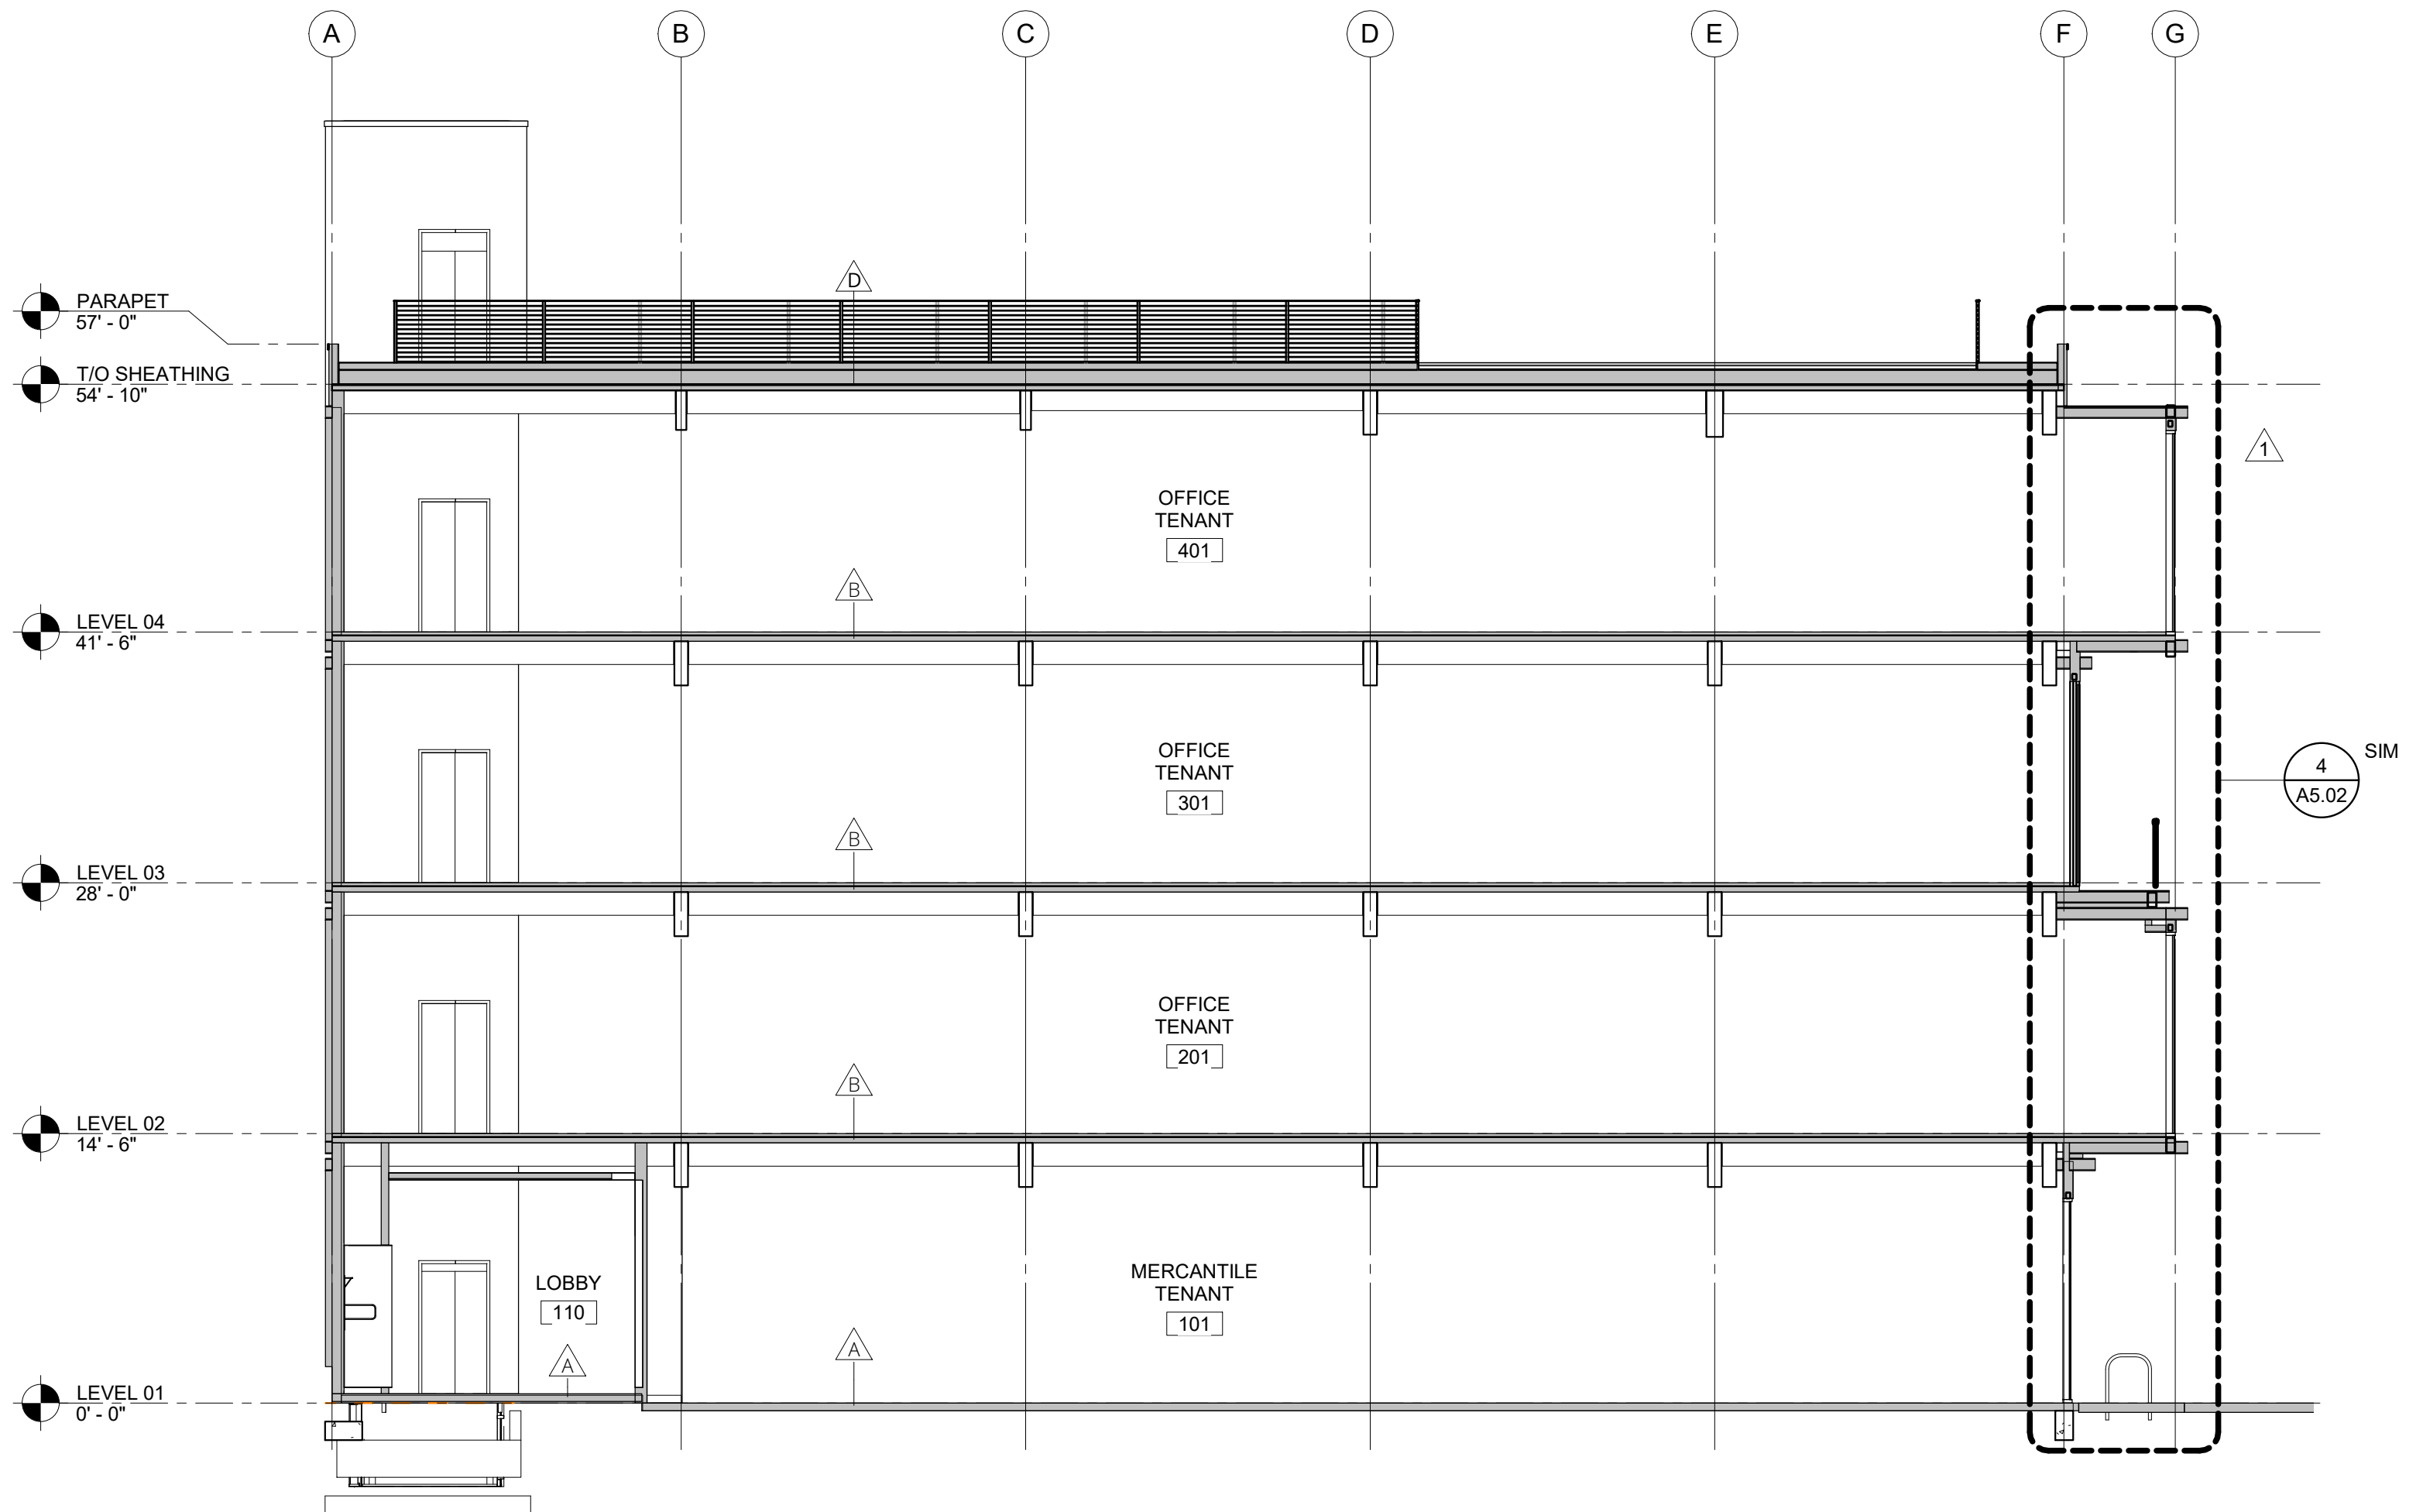 A B C D E F G
D
PARAPET
57' - 0"
T/O SHEATHING
54' - 10"
1
OFFICE
TENANT
401
B
LEVEL 04
41' - 6"
OFFICE
TENANT
301
4
A5.02
SIM
B
LEVEL 03
28' - 0"
OFFICE
TENANT
201
B
LEVEL 02
14' - 6"
LOBBY
110
MERCANTILE
TENANT
101
A
A
LEVEL 01
0' - 0"